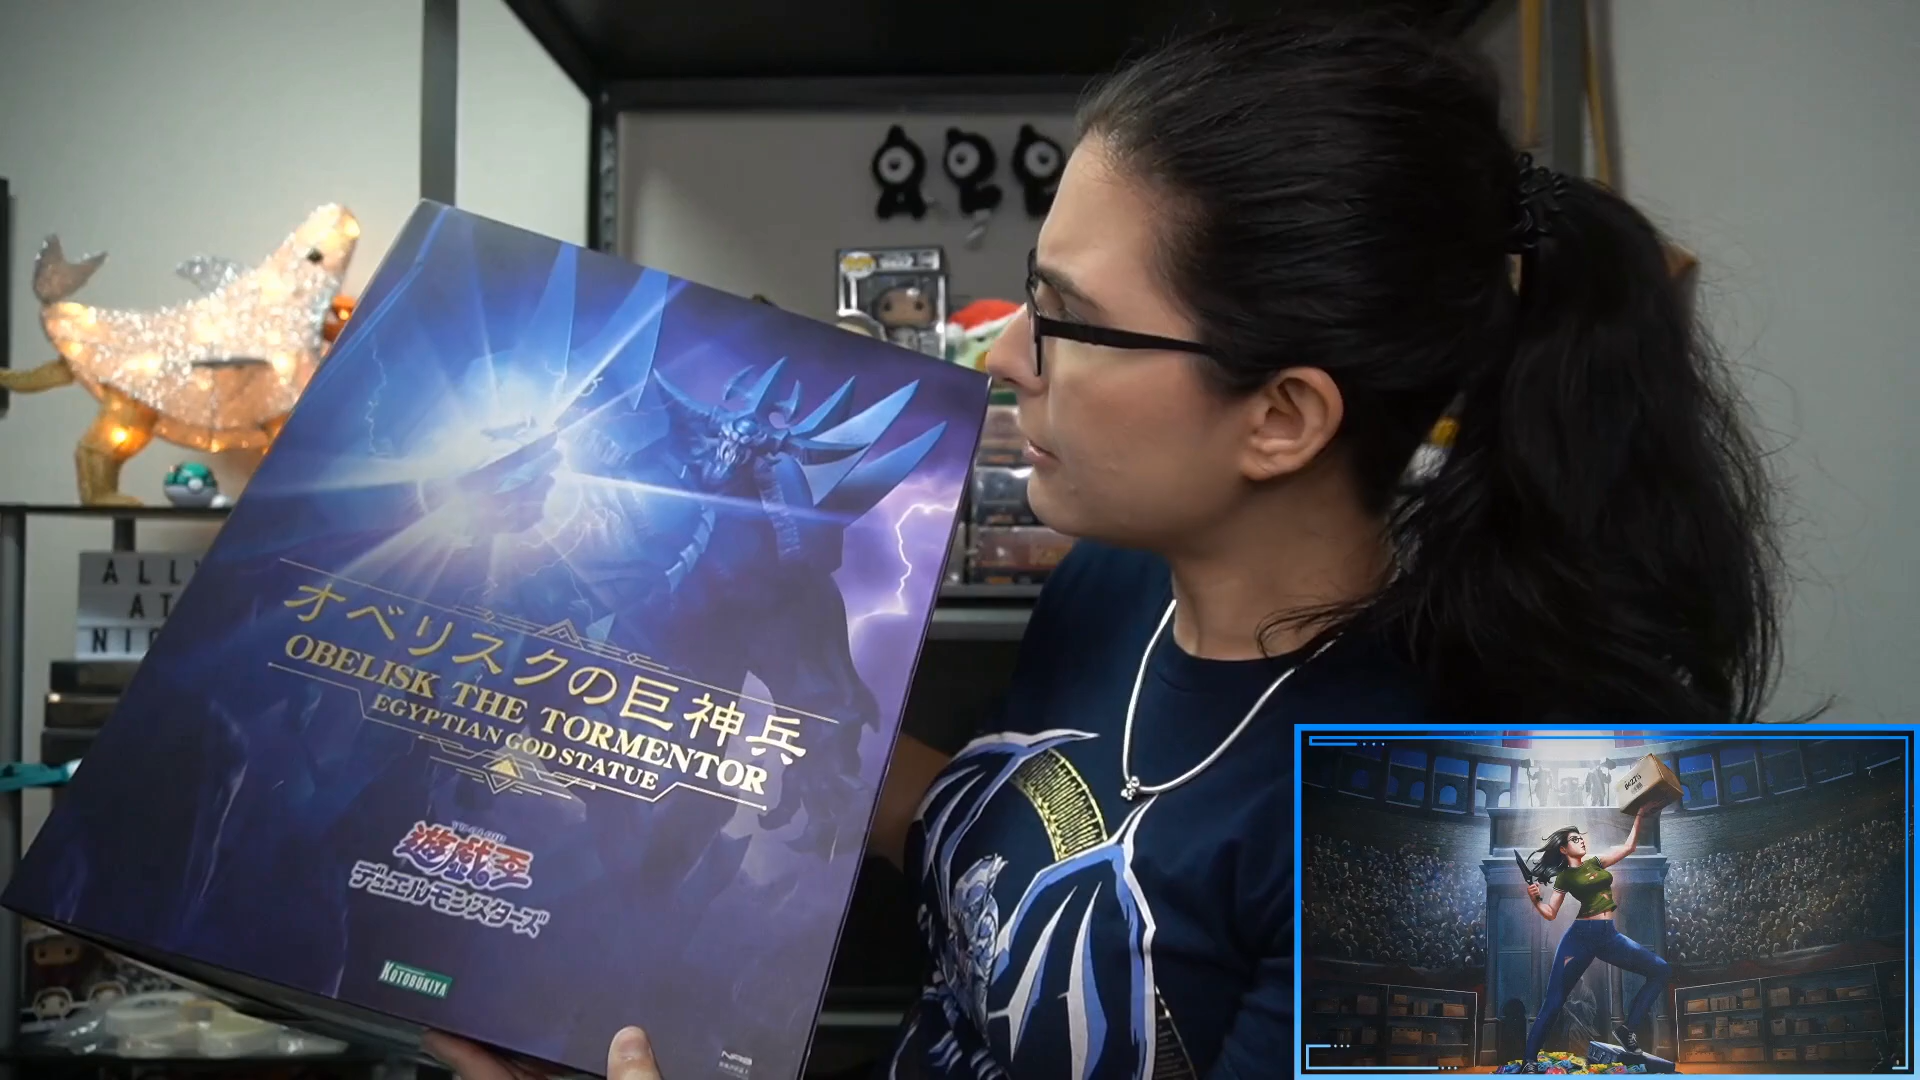 オベリスクの巨神兵
OBELISK THE TORMENTOR
EGYPTIAN GOD STATUE
遊戯王
デュエルモンスターズ
KOTOBUKIYA
NAS
ALL
AT